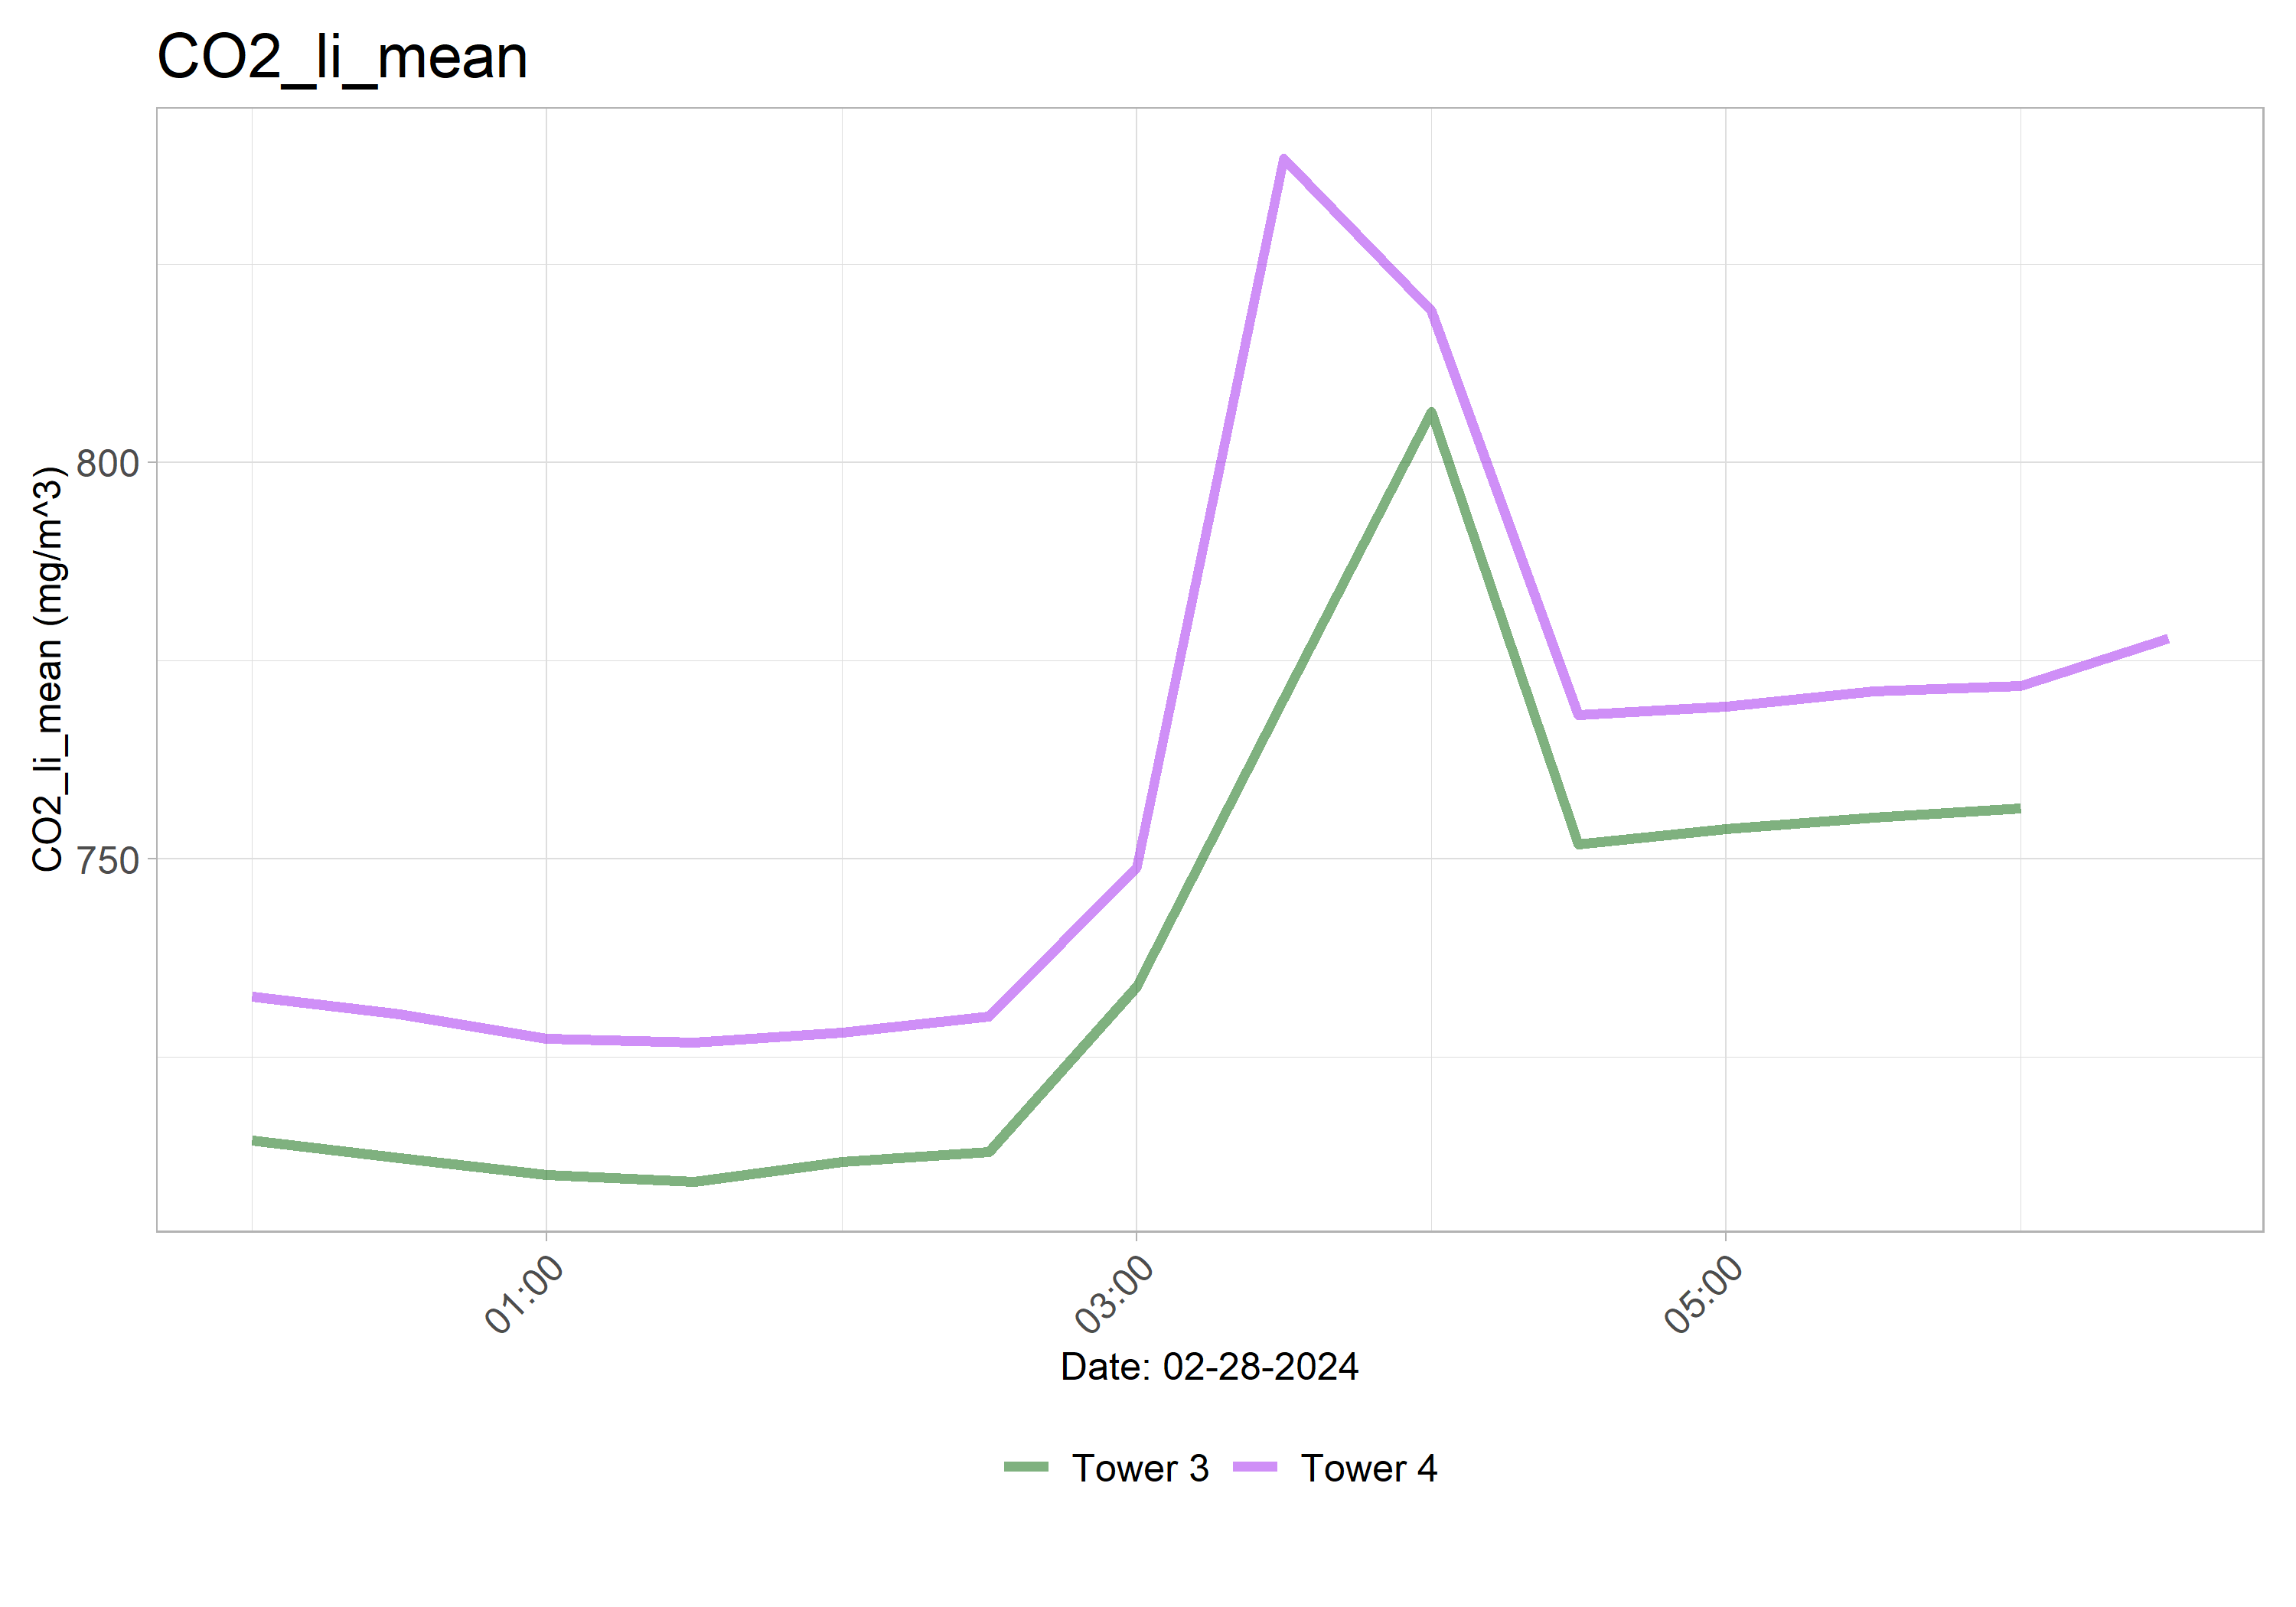 CO2_li_mean
CO2_li_mean (mg/m^3)
800
750
01:00
03:00
05:00
Date: 02-28-2024
Tower 3
Tower 4